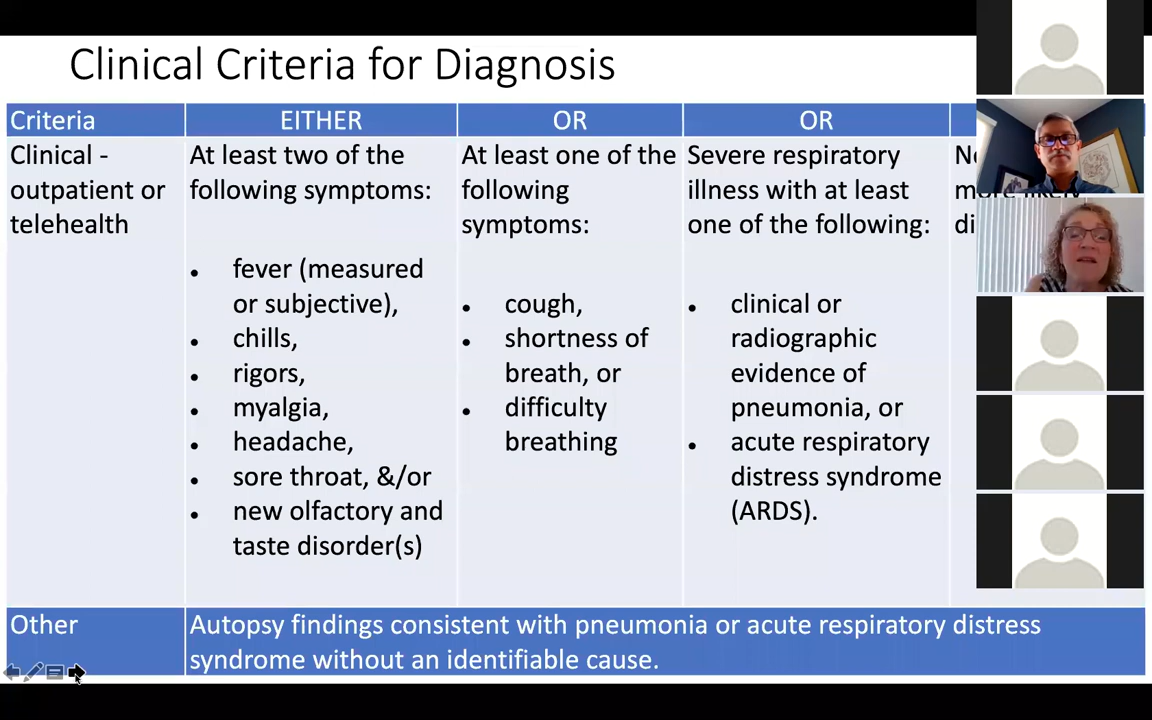 Clinical Criteria for Diagnosis
Criteria
EITHER
OR
OR
Clinical -
outpatient or
telehealth
At least two of the
following symptoms:
• fever (measured
or subjective),
• chills,
• rigors,
• myalgia,
• headache,
• sore throat, &/or
• new olfactory and
taste disorder(s)
At least one of the
following
symptoms:
• cough,
• shortness of
breath, or
• difficulty
breathing
Severe respiratory
illness with at least
one of the following:
• clinical or
radiographic
evidence of
pneumonia, or
• acute respiratory
distress syndrome
(ARDS).
more likely
Other
Autopsy findings consistent with pneumonia or acute respiratory distress
syndrome without an identifiable cause.